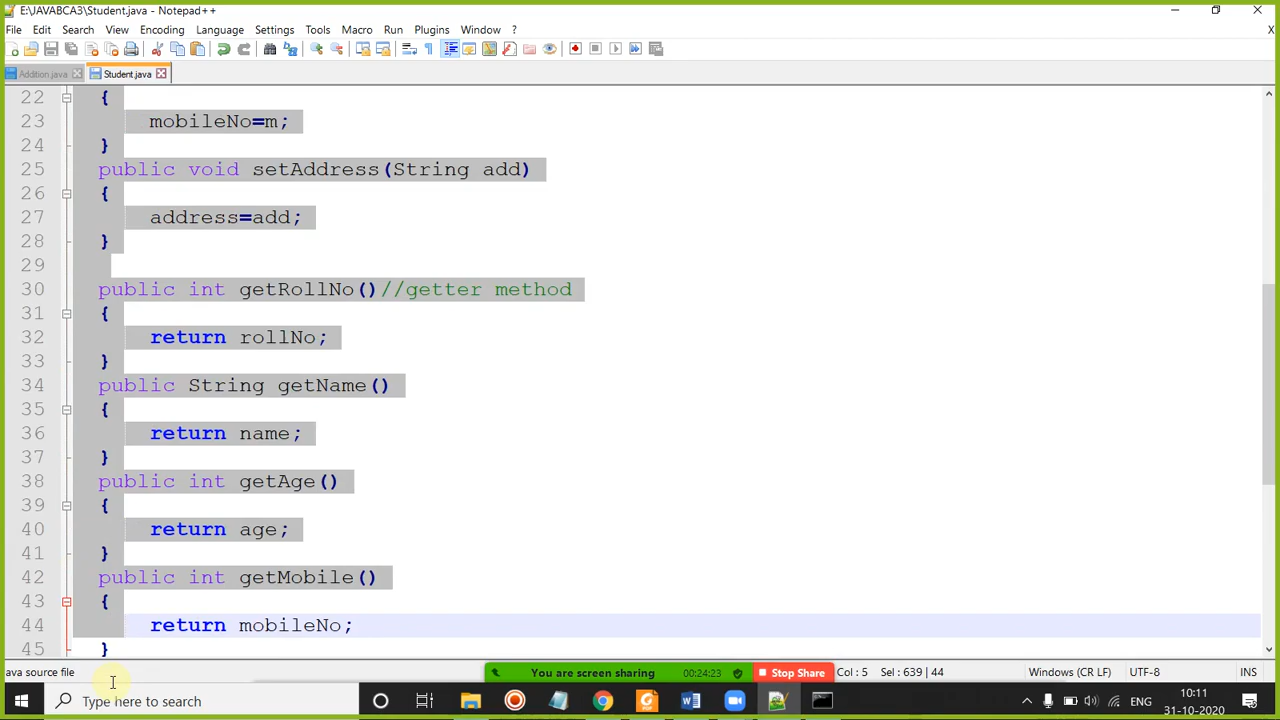 E:\JAVABCA3\Student.java - Notepad++
File Edit Search View Encoding Language Settings Tools Macro Run Plugins Window ? X
Addition.java Student.java
22 {
23 mobileNo=m;
24 }
25 public void setAddress(String add)
26 {
27 address=add;
28 }
29
30 public int getRollNo()//getter method
31 {
32 return rollNo;
33 }
34 public String getName()
35 {
36 return name;
37 }
38 public int getAge()
39 {
40 return age;
41 }
42 public int getMobile()
43 {
44 return mobileNo;
45 }
ava source file You are screen sharing 00:24:23 Stop Share Col : 5 Sel : 639 | 44 Windows (CR LF) UTF-8 INS
Type here to search ENG 10:11
31-10-2020